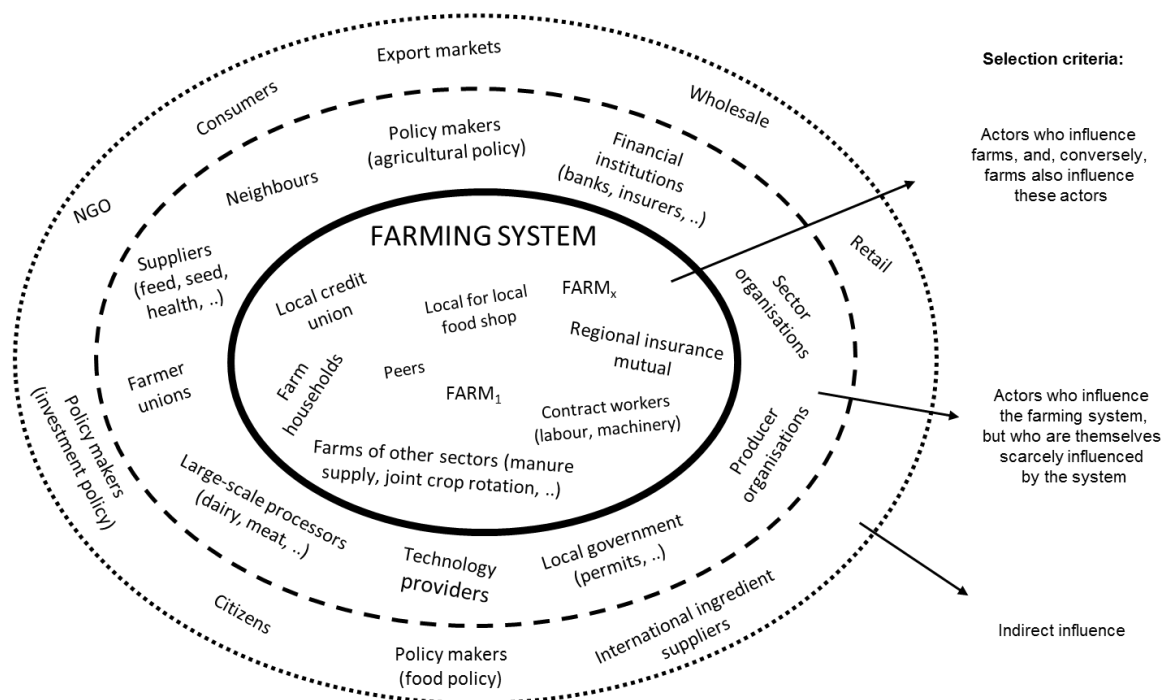 Export markets
Consumers
Wholesale
NGO
Retail
Policy makers
(agricultural policy)
Neighbours
Financial
institutions
(banks, insurers, ..)
Suppliers
(feed, seed,
health, ..)
Sector
organisations
FARMING SYSTEM
Local credit
union
Local for local
food shop
FARMₓ
Regional insurance
mutual
Farm
households
Peers
FARM₁
Contract workers
(labour, machinery)
Farms of other sectors (manure
supply, joint crop rotation, ..)
Farmer
unions
Producer
organisations
Policy makers
(investment policy)
Large-scale processors
(dairy, meat, ..)
Technology
providers
Local government
(permits, ..)
Citizens
Policy makers
(food policy)
International ingredient
suppliers
Selection criteria:
Actors who influence
farms, and, conversely,
farms also influence
these actors
Actors who influence
the farming system,
but who are themselves
scarcely influenced
by the system
Indirect influence